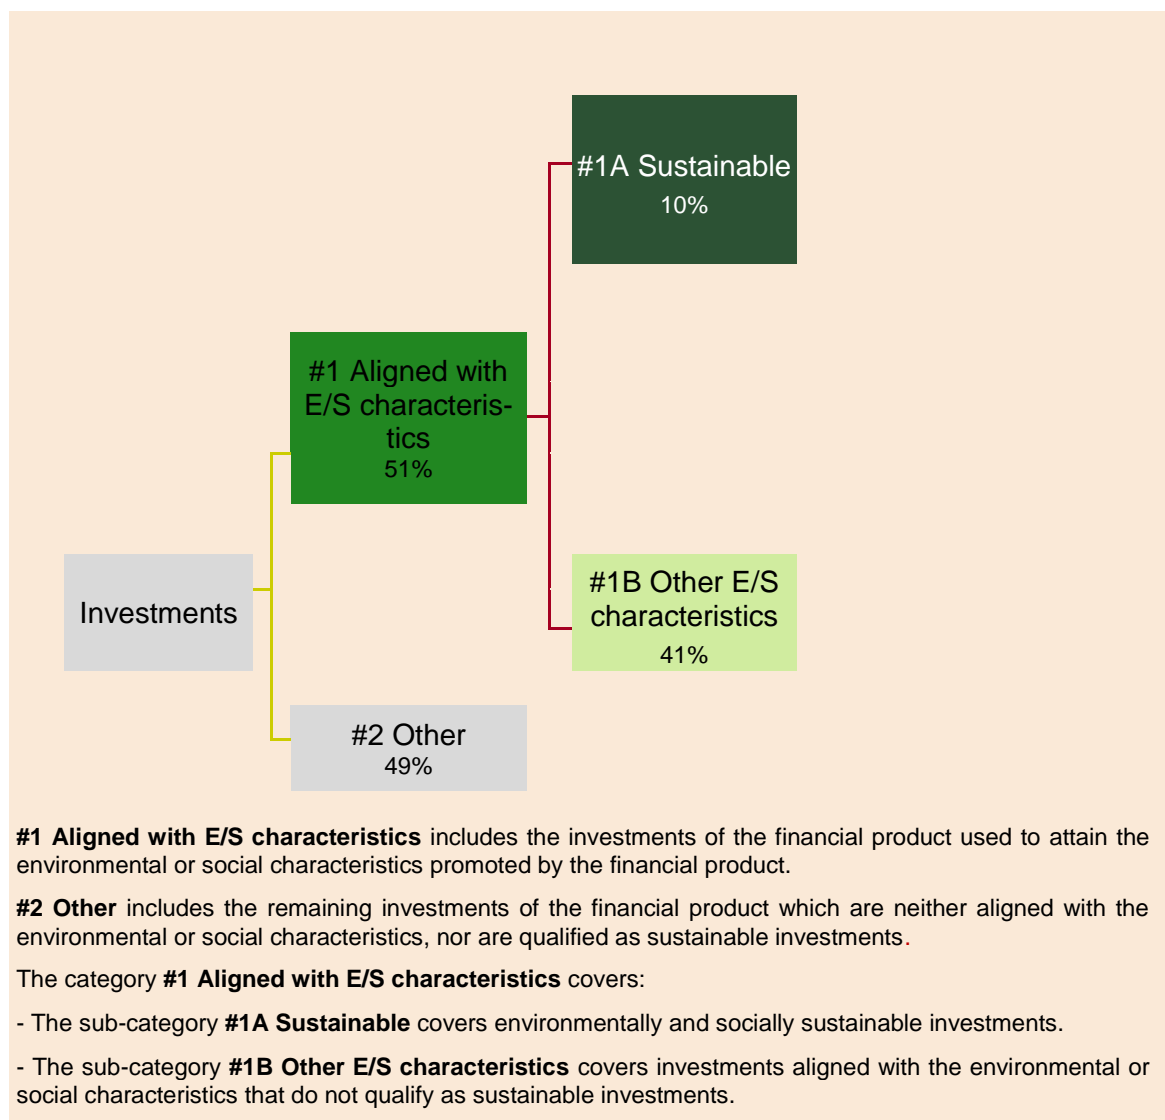 #1A Sustainable
10%
#1 Aligned with
E/S characteris-
tics
51%
Investments
#1B Other E/S
characteristics
41%
#2 Other
49%
#1 Aligned with E/S characteristics includes the investments of the financial product used to attain the
environmental or social characteristics promoted by the financial product.
#2 Other includes the remaining investments of the financial product which are neither aligned with the
environmental or social characteristics, nor are qualified as sustainable investments.
The category #1 Aligned with E/S characteristics covers:
- The sub-category #1A Sustainable covers environmentally and socially sustainable investments.
- The sub-category #1B Other E/S characteristics covers investments aligned with the environmental or
social characteristics that do not qualify as sustainable investments.